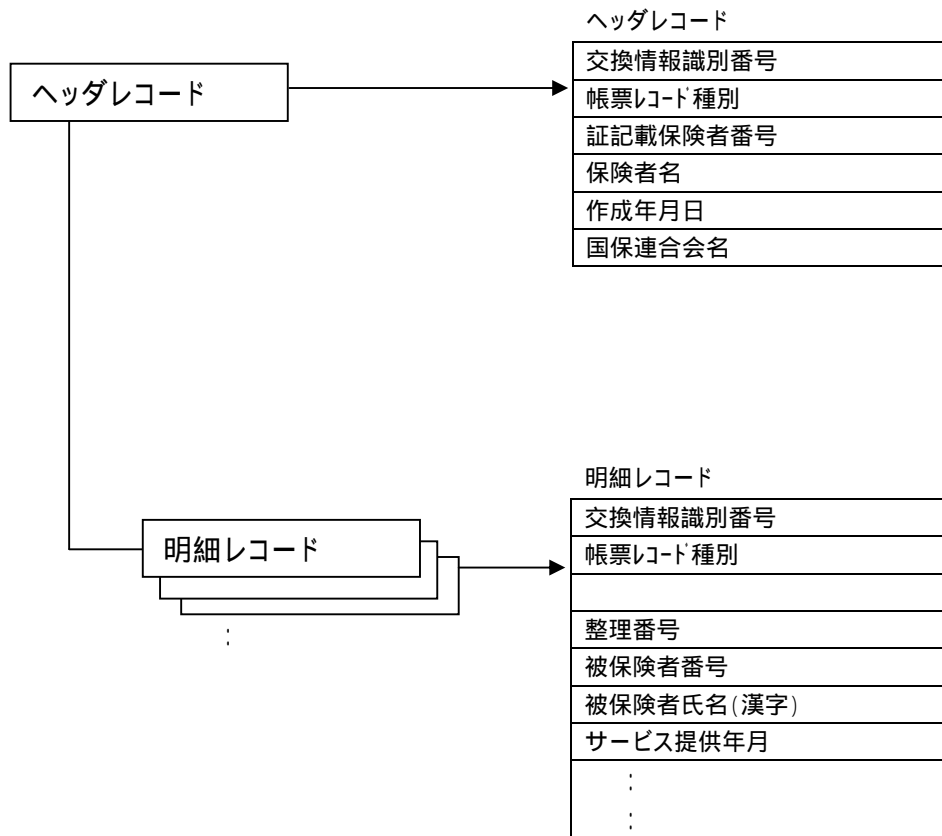 ヘッダレコード
ヘッダレコード
交換情報識別番号
帳票ﾚｺｰﾄﾞ種別
証記載保険者番号
保険者名
作成年月日
国保連合会名
明細レコード
明細レコード
交換情報識別番号
帳票ﾚｺｰﾄﾞ種別
整理番号
被保険者番号
被保険者氏名(漢字)
サービス提供年月
:
:
: